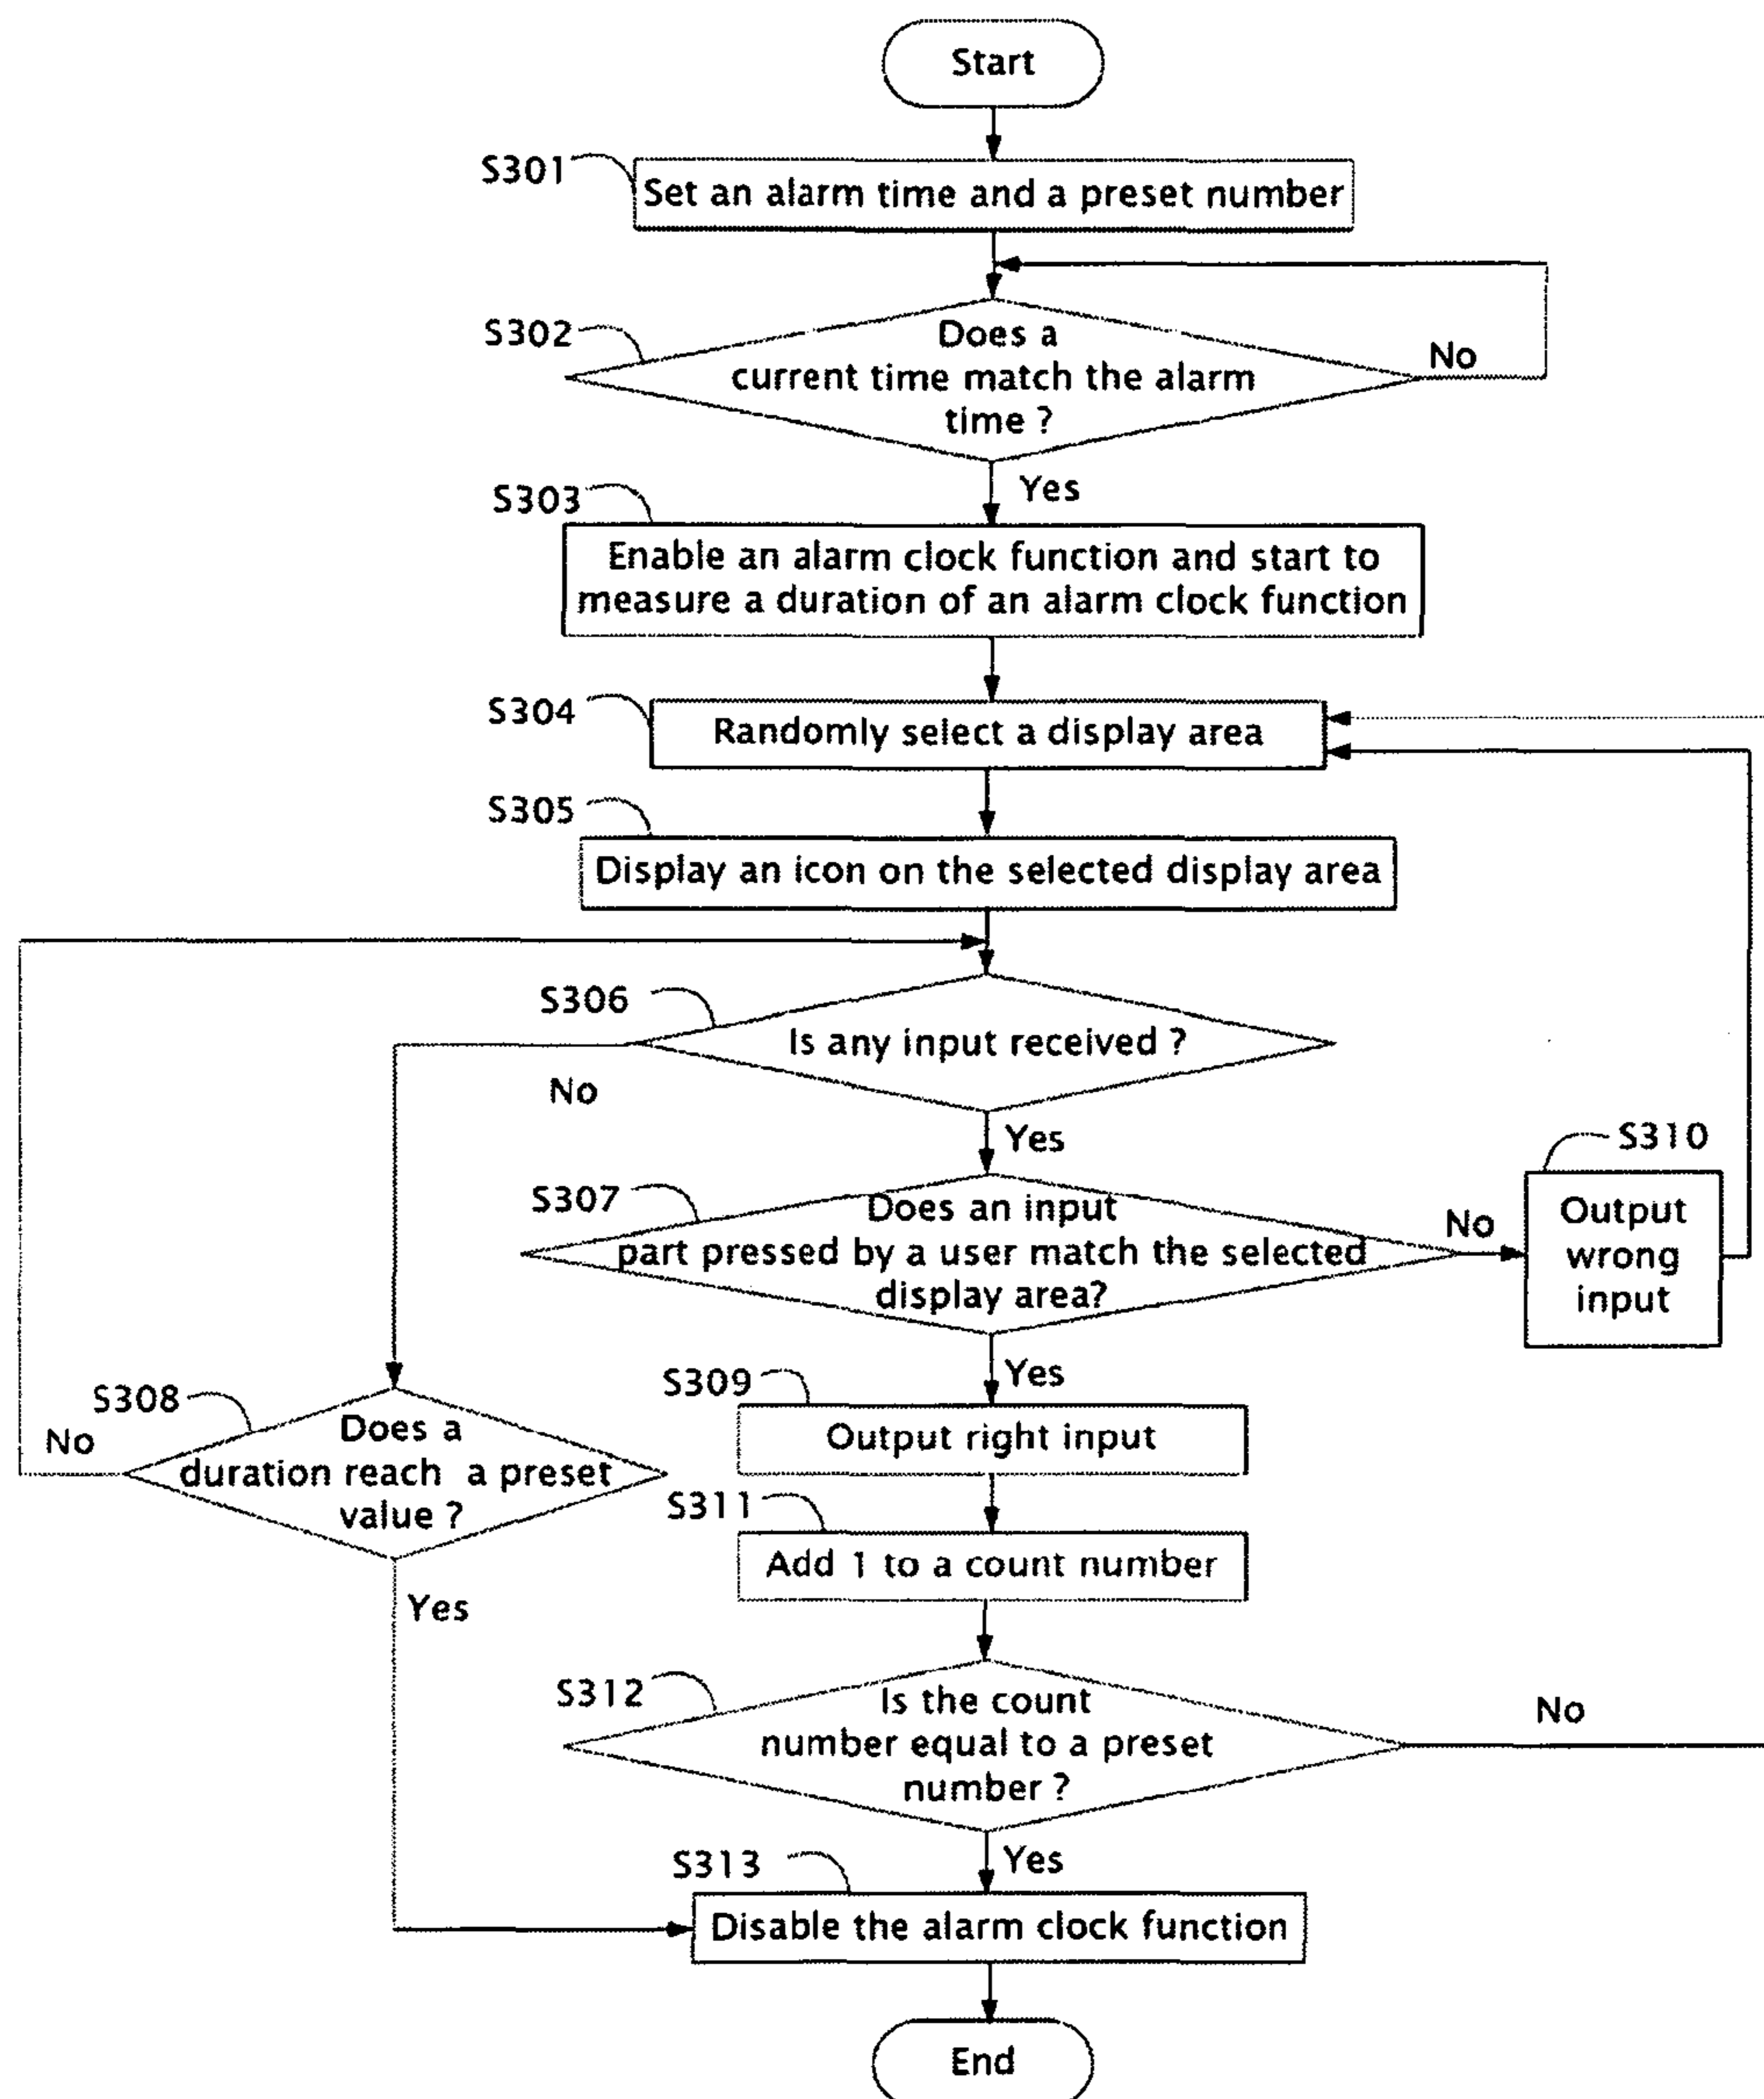 Start
S301
Set an alarm time and a preset number
S302
Does a
current time match the alarm
time ?
No
Yes
S303
Enable an alarm clock function and start to
measure a duration of an alarm clock function
S304
Randomly select a display area
S305
Display an icon on the selected display area
S306
Is any input received ?
No
Yes
S307
Does an input
part pressed by a user match the selected
display area?
No
S310
Output
wrong
input
Yes
S308
Does a
duration reach a preset
value ?
No
Yes
S309
Output right input
S311
Add 1 to a count number
S312
Is the count
number equal to a preset
number ?
No
Yes
S313
Disable the alarm clock function
End